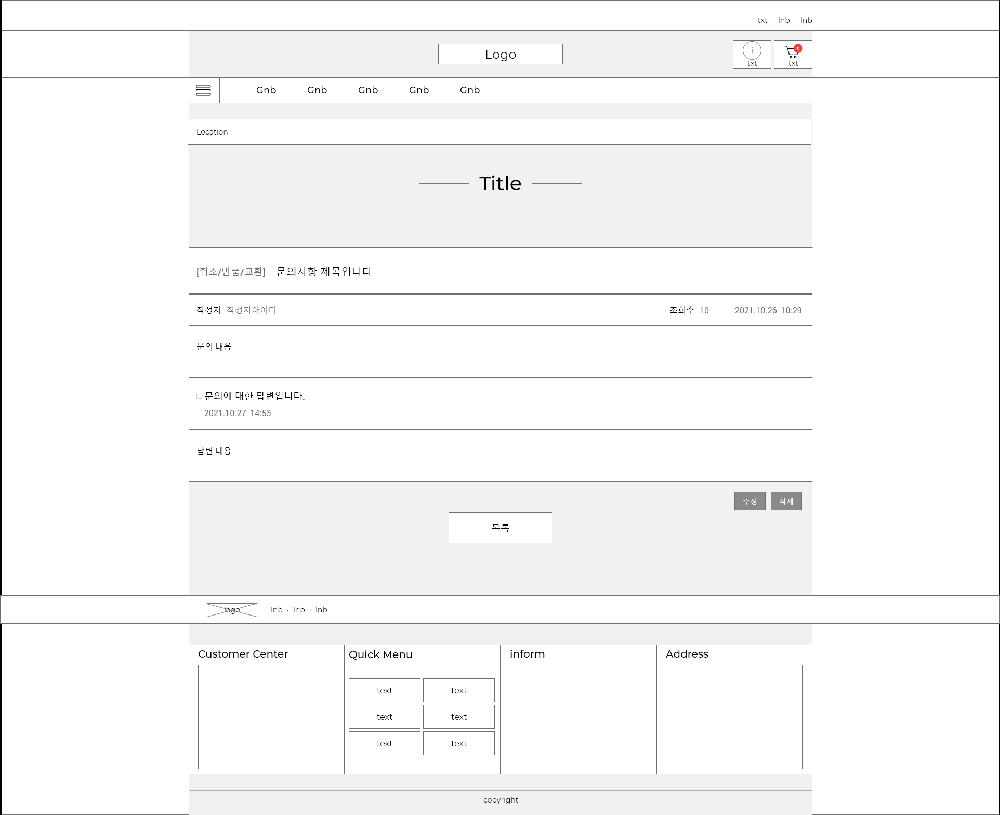 txt lnb lnb
Logo
i
txt
0
txt
Gnb Gnb Gnb Gnb Gnb
Location
Title
[취소/반품/교환] 문의사항 제목입니다
작성자 작성자아이디 조회수 10 2021.10.26 10:29
문의 내용
문의에 대한 답변입니다.
2021.10.27 14:53
답변 내용
수정 삭제
목록
logo lnb · lnb · lnb
Customer Center
Quick Menu
text text
text text
text text
inform
Address
copyright